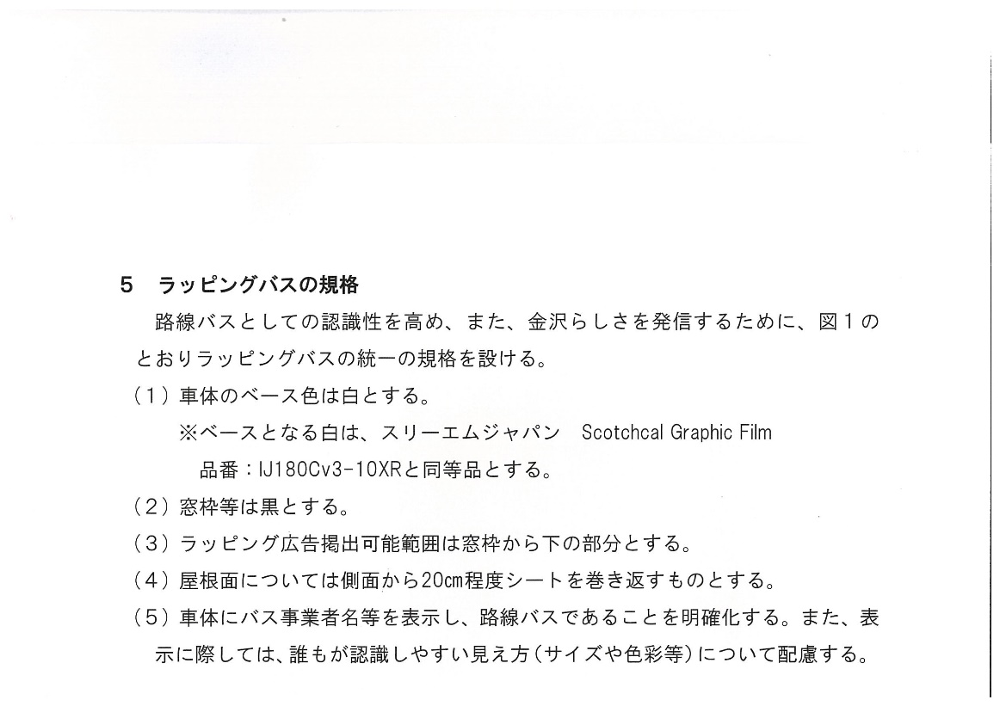 ５　ラッピングバスの規格
路線バスとしての認識性を高め、また、金沢らしさを発信するために、図１の
とおりラッピングバスの統一の規格を設ける。
（１）車体のベース色は白とする。
※ベースとなる白は、スリーエムジャパン　Scotchcal Graphic Film
品番：IJ180Cv3-10XRと同等品とする。
（２）窓枠等は黒とする。
（３）ラッピング広告掲出可能範囲は窓枠から下の部分とする。
（４）屋根面については側面から20㎝程度シートを巻き返すものとする。
（５）車体にバス事業者名等を表示し、路線バスであることを明確化する。また、表
示に際しては、誰もが認識しやすい見え方（サイズや色彩等）について配慮する。